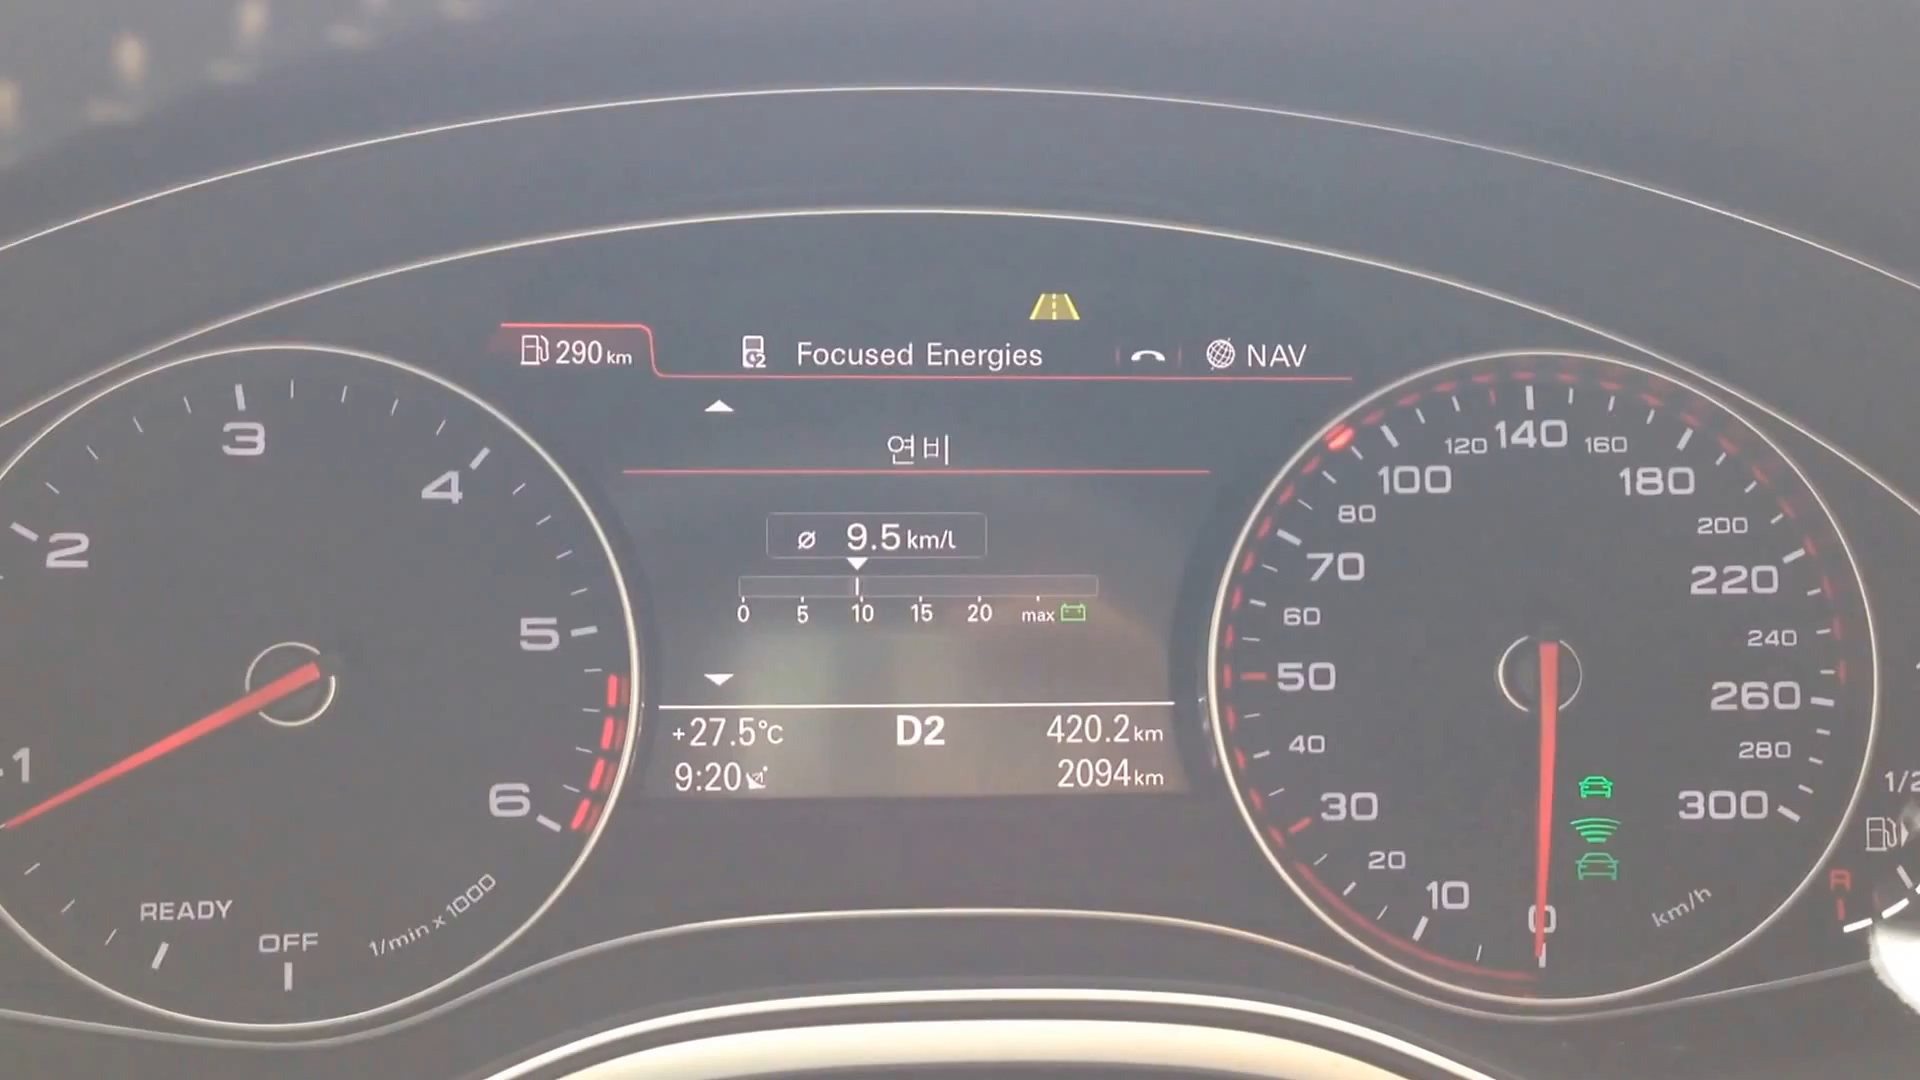 290 km
Focused Energies
NAV
연비
ø 9.5 km/l
0 5 10 15 20 max
+27.5°C D2 420.2 km
9:20 2094 km
1 2 3 4 5 6
READY
OFF
1/min x 1000
0 10 20 30 40 50 60 70 80 100 120 140 160 180 200 220 240 260 280 300
km/h
1/2
R